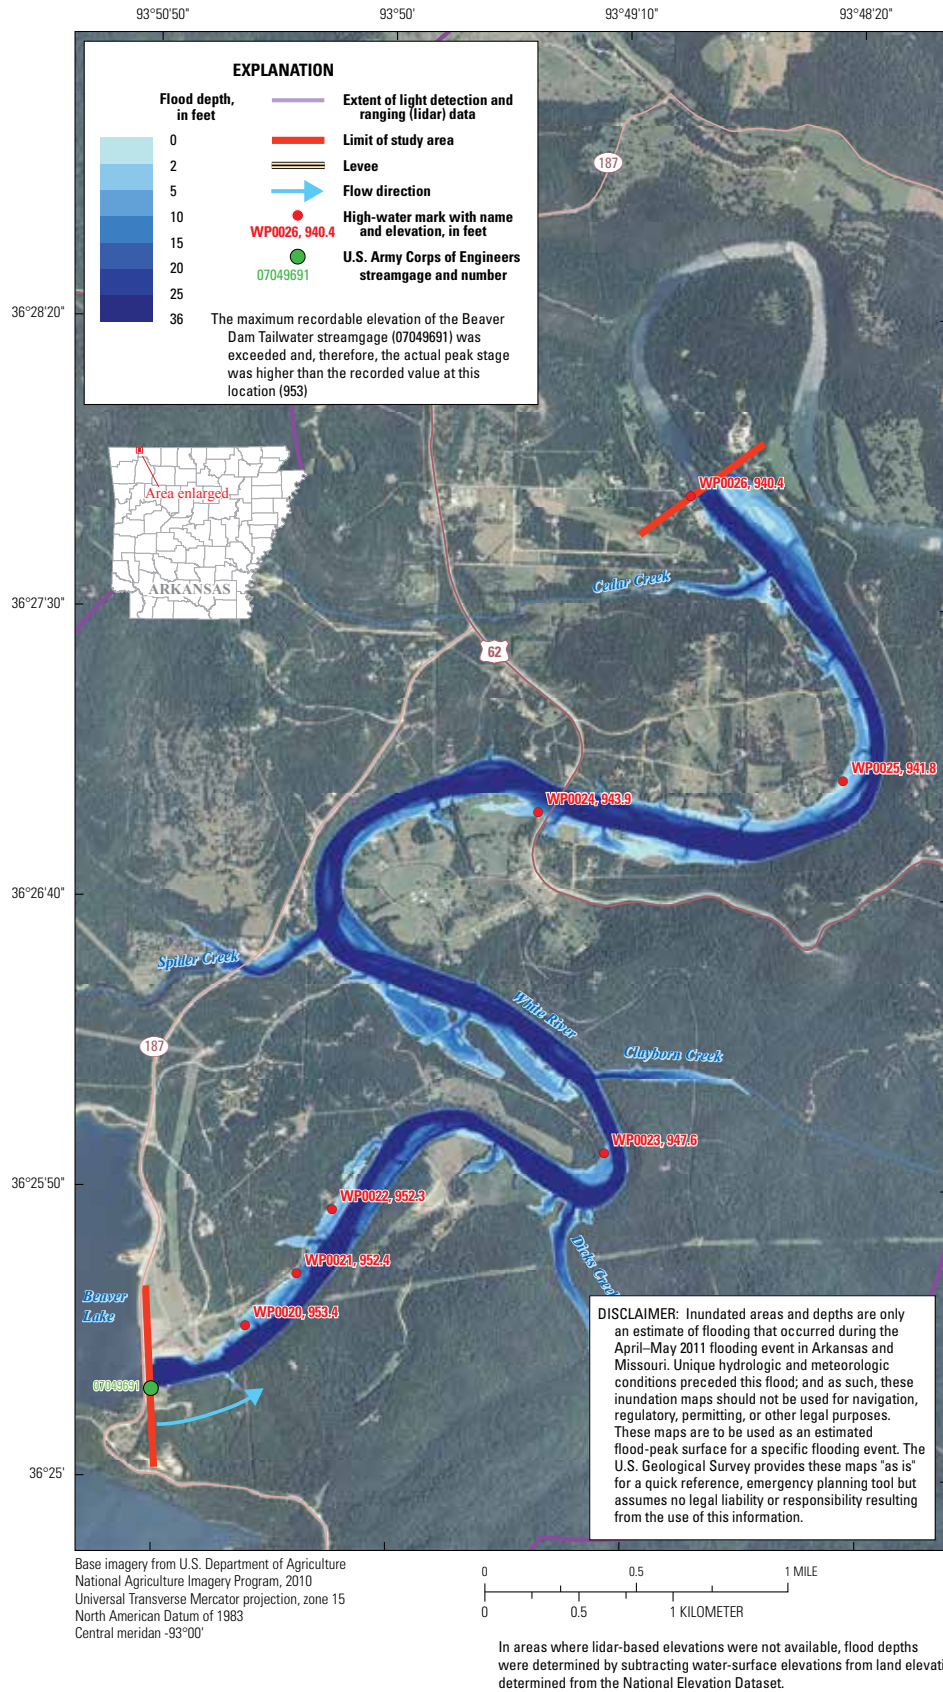 93°50'50"
93°50'
93°49'10"
93°48'20"
EXPLANATION
Flood depth,
in feet
0
2
5
10
15
20
25
36
Extent of light detection and
ranging (lidar) data
Limit of study area
Levee
Flow direction
High-water mark with name
and elevation, in feet
WP0026, 940.4
U.S. Army Corps of Engineers
streamgage and number
07049691
The maximum recordable elevation of the Beaver
Dam Tailwater streamgage (07049691) was
exceeded and, therefore, the actual peak stage
was higher than the recorded value at this
location (953)
187
36°28'20"
Area enlarged
ARKANSAS
WP0026, 940.4
Cedar Creek
36°27'30"
62
WP0025, 941.8
WP0024, 943.9
36°26'40"
Spider Creek
White River
187
Clayborn Creek
WP0023, 947.6
36°25'50"
WP0022, 952.3
WP0021, 952.4
Dicks Creek
Beaver
Lake
WP0020, 953.4
07049691
36°25'
DISCLAIMER: Inundated areas and depths are only
an estimate of flooding that occurred during the
April–May 2011 flooding event in Arkansas and
Missouri. Unique hydrologic and meteorologic
conditions preceded this flood; and as such, these
inundation maps should not be used for navigation,
regulatory, permitting, or other legal purposes.
These maps are to be used as an estimated
flood-peak surface for a specific flooding event. The
U.S. Geological Survey provides these maps "as is"
for a quick reference, emergency planning tool but
assumes no legal liability or responsibility resulting
from the use of this information.
Base imagery from U.S. Department of Agriculture
National Agriculture Imagery Program, 2010
Universal Transverse Mercator projection, zone 15
North American Datum of 1983
Central meridian -93°00'
0
0.5
1 MILE
0
0.5
1 KILOMETER
In areas where lidar-based elevations were not available, flood depths
were determined by subtracting water-surface elevations from land elevati
determined from the National Elevation Dataset.